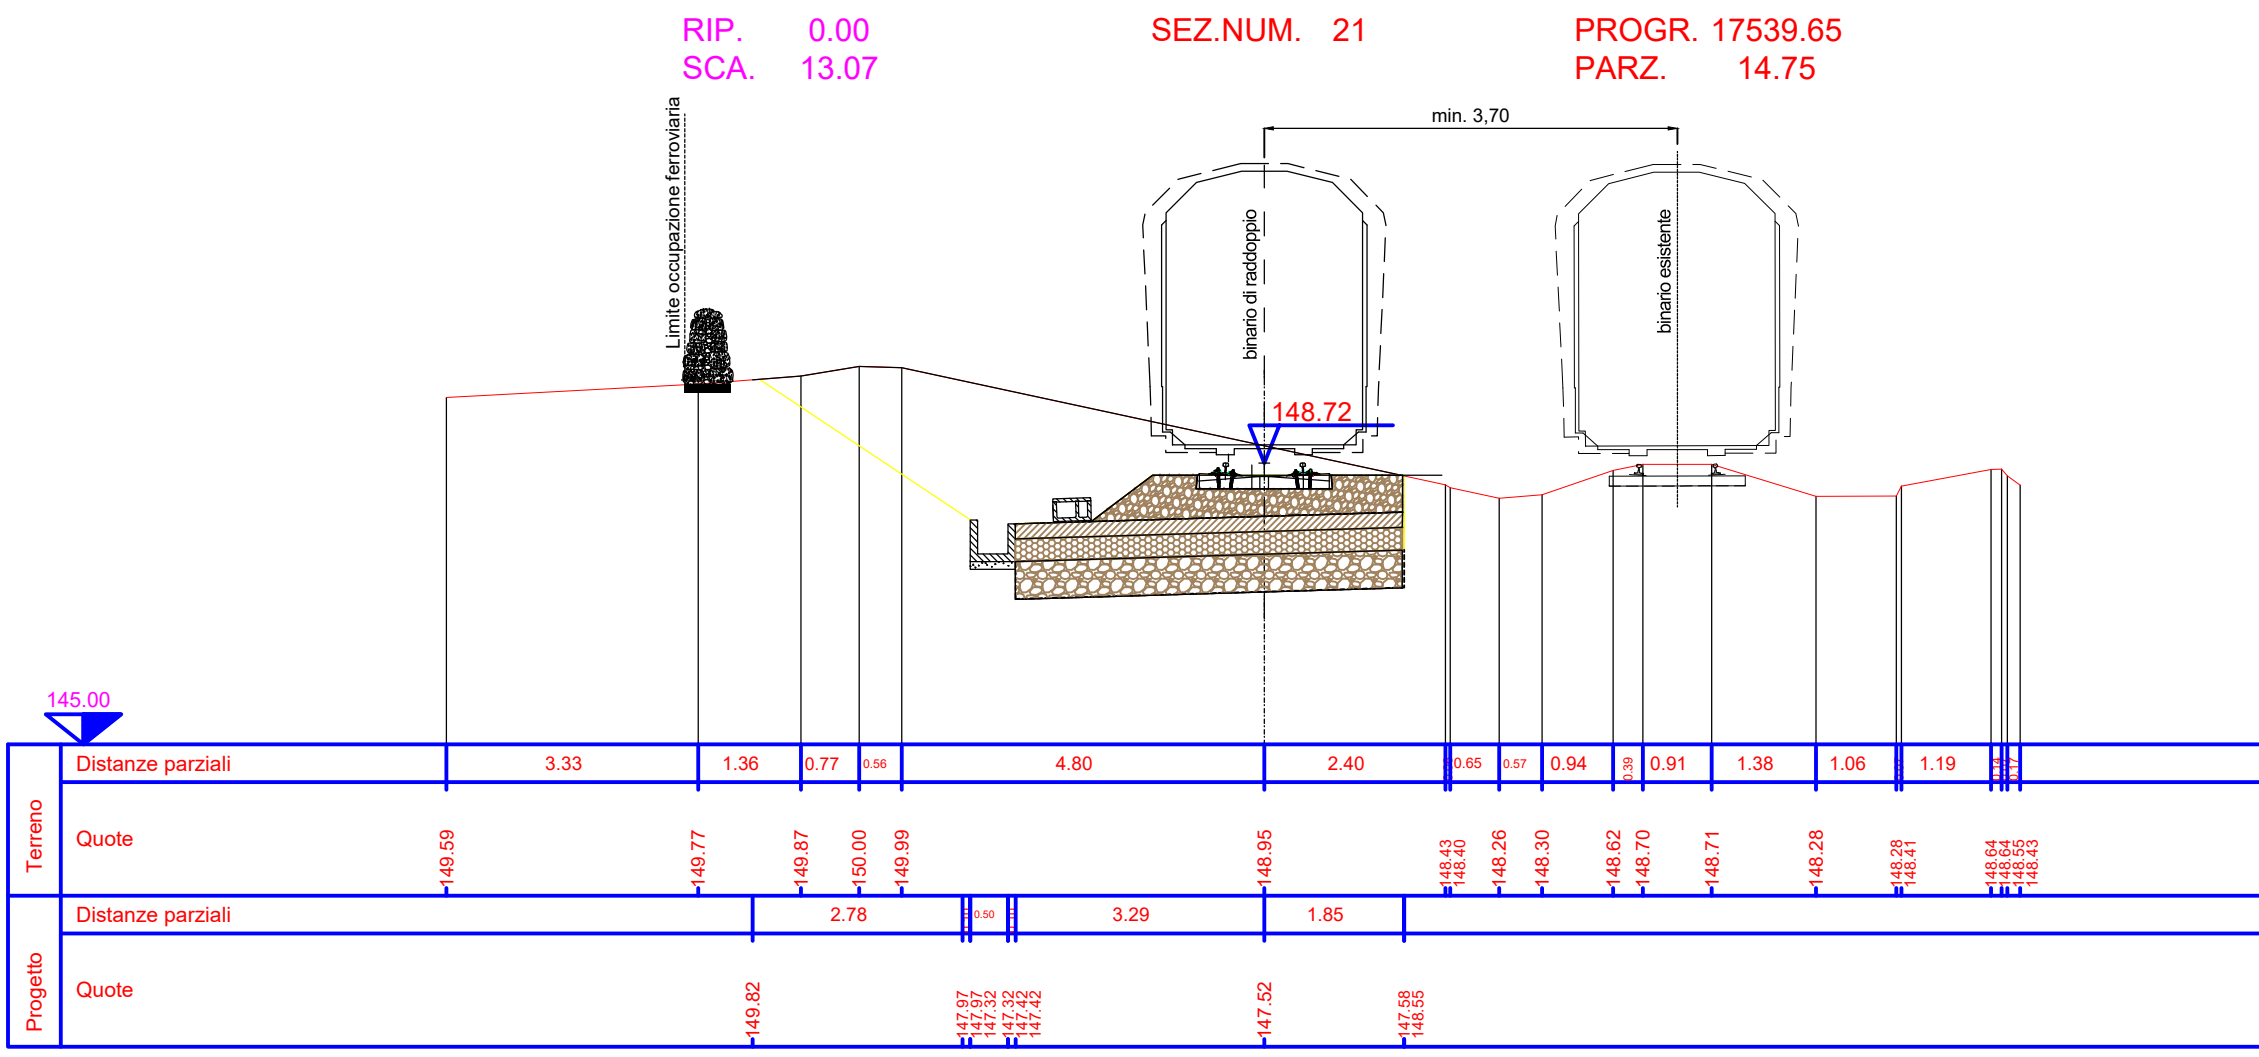 RIP. 0.00
SCA. 13.07
SEZ.NUM. 21
PROGR. 17539.65
PARZ. 14.75
Limite occupazione ferroviaria
min. 3,70
binario di raddoppio
binario esistente
148.72
145.00
Terreno
Distanze parziali 3.33 1.36 0.77 0.56 4.80 2.40 0.65 0.57 0.94 0.39 0.91 1.38 1.06 1.19 0.14 0.17
Quote 149.59 149.77 149.87 150.00 149.99 148.95 148.43 148.40 148.26 148.30 148.62 148.70 148.71 148.28 148.28 148.41 148.64 148.64 148.55 148.43
Progetto
Distanze parziali 2.78 0.50 3.29 1.85
Quote 149.82 147.97 147.97 147.32 147.32 147.42 147.42 147.52 147.58 148.55